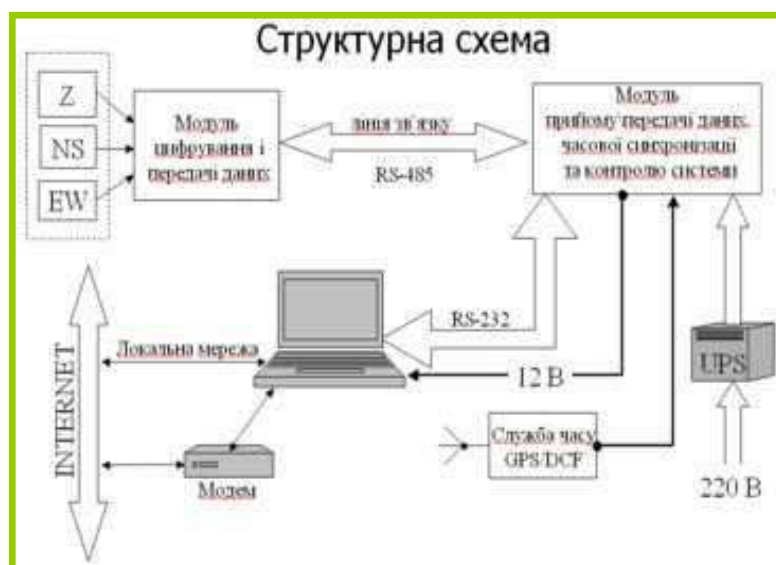 Структурна схема
Z
NS
EW
Модуль
цифрування і
передачі даних
лінія зв'язку
RS-485
Модуль
прийому передачі даних,
часової синхронізації
та контролю системи
RS-232
Локальна мережа
12 В
UPS
INTERNET
Служба часу
GPS/DCF
Модем
220 В